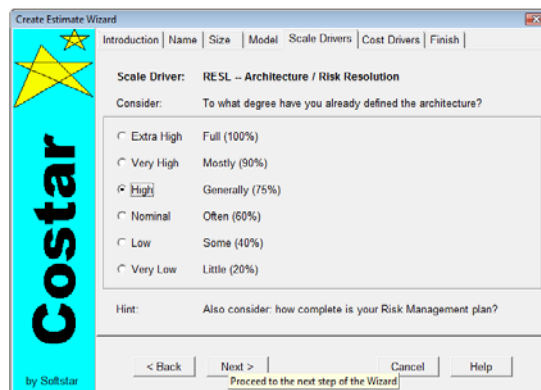 Create Estimate Wizard
Introduction Name Size Model Scale Drivers Cost Drivers Finish
Scale Driver: RESL -- Architecture / Risk Resolution
Consider: To what degree have you already defined the architecture?
Extra High Full (100%)
Very High Mostly (90%)
High Generally (75%)
Nominal Often (60%)
Low Some (40%)
Very Low Little (20%)
Hint: Also consider: how complete is your Risk Management plan?
< Back Next > Cancel Help
Proceed to the next step of the Wizard
Costar
by Softstar